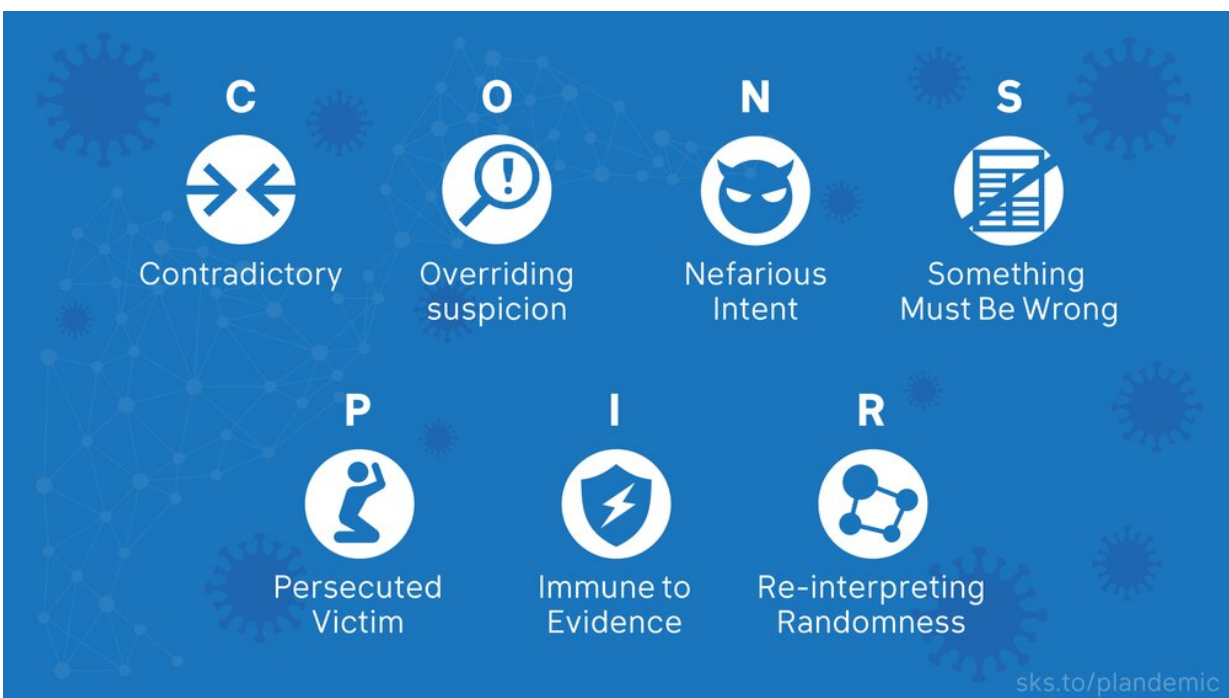 C O N S
Contradictory
Overriding
suspicion
Nefarious
Intent
Something
Must Be Wrong
P I R
Persecuted
Victim
Immune to
Evidence
Re-interpreting
Randomness
sks.to/plandemic